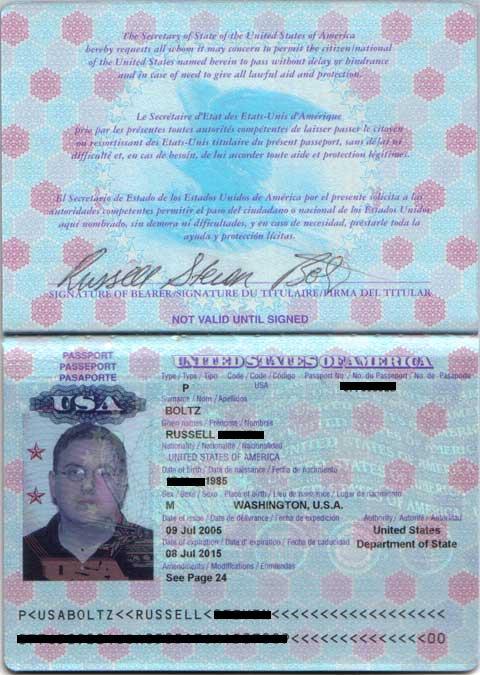 The Secretary of State of the United States of America
hereby requests all whom it may concern to permit the citizen/national
of the United States named herein to pass without delay or hindrance
and in case of need to give all lawful aid and protection.
Le Secrétaire d'Etat des Etats-Unis d'Amérique
prie par les présentes toutes autorités compétentes de laisser passer le citoyen
ou ressortissant des Etats-Unis titulaire du présent passeport, sans délai ni
difficulté et, en cas de besoin, de lui accorder toute aide et protection légitimes.
El Secretario de Estado de los Estados Unidos de América por el presente solicita a las
autoridades competentes permitir el paso del ciudadano o nacional de los Estados Unidos
aquí nombrado, sin demora ni dificultades, y en caso de necesidad, prestarle toda la
ayuda y protección lícitas.
Russell
SIGNATURE OF BEARER/SIGNATURE DU TITULAIRE/FIRMA DEL TITULAR
NOT VALID UNTIL SIGNED
PASSPORT
PASSEPORT
PASAPORTE
USA
UNITED STATES OF AMERICA
Type / Type / Tipo Code / Code / Código Passport No. / No. de Passeport / No. de Pasaporte
P USA
Surname / Nom / Apellidos
BOLTZ
Given names / Prénoms / Nombres
RUSSELL
Nationality / Nationalité / Nacionalidad
UNITED STATES OF AMERICA
Date of birth / Date de naissance / Fecha de nacimiento
1985
Sex / Sexe / Sexo Place of birth / Lieu de naissance / Lugar de nacimiento
M WASHINGTON, U.S.A.
Date of issue / Date de délivrance / Fecha de expedición Authority / Autorité / Autoridad
09 Jul 2005 United States
Date of expiration / Date d' expiration / Fecha de caducidad Department of State
08 Jul 2015
Amendments / Modifications / Enmiendas
See Page 24
USA
P<USABOLTZ<<RUSSELL<<<<<<<<<<<<<<<<<<<
<<<<<<<<<<<<<00